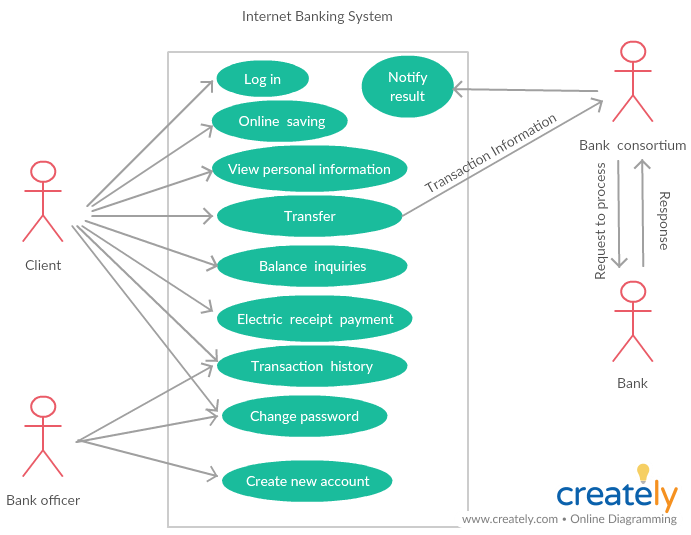 Internet Banking System
Log in
Notify
result
Online saving
View personal information
Transfer
Balance inquiries
Electric receipt payment
Transaction history
Change password
Create new account
Client
Bank officer
Transaction Information
Bank consortium
Request to process
Response
Bank
creately
www.creately.com • Online Diagramming